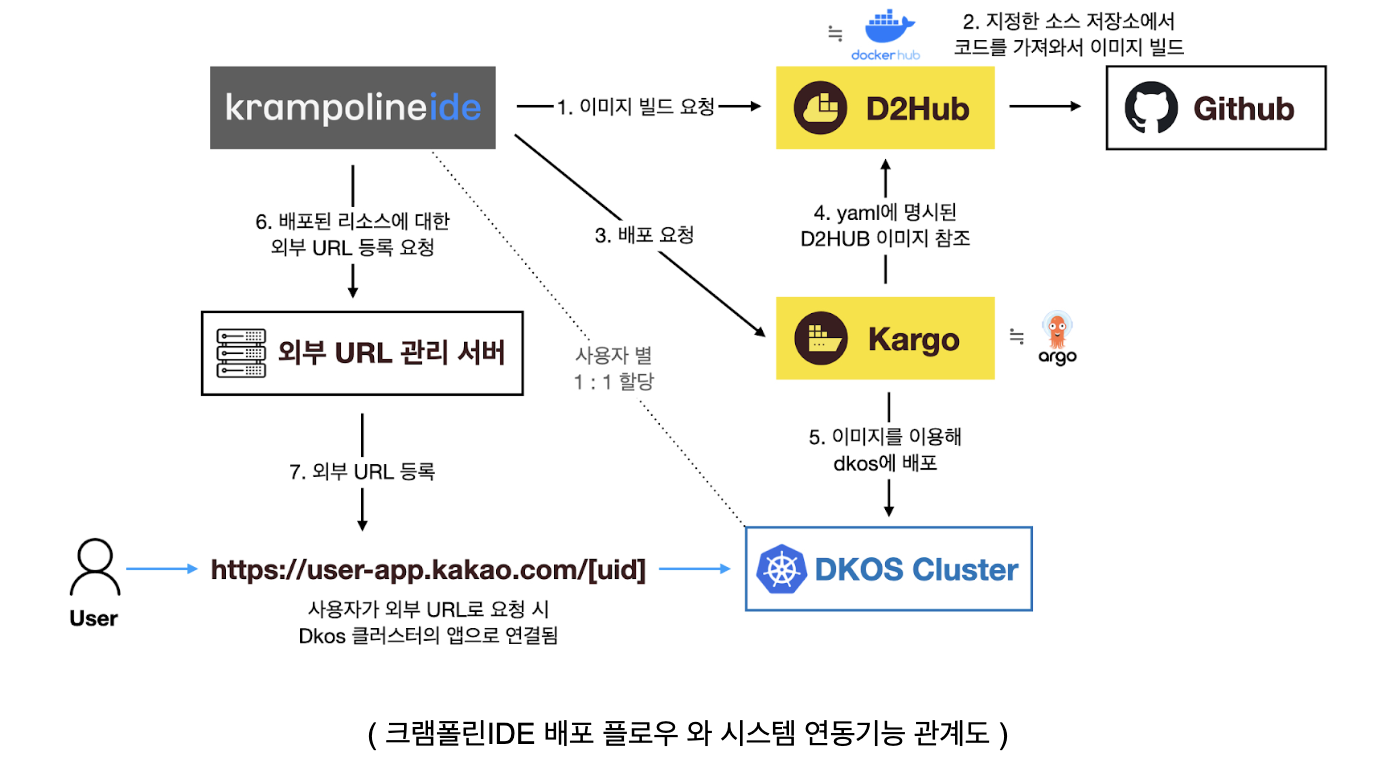 ≒
dockerhub
2. 지정한 소스 저장소에서
코드를 가져와서 이미지 빌드
krampolineide
1. 이미지 빌드 요청
D2Hub
Github
6. 배포된 리소스에 대한
외부 URL 등록 요청
3. 배포 요청
4. yaml에 명시된
D2HUB 이미지 참조
외부 URL 관리 서버
사용자 별
1 : 1 할당
Kargo
≒
argo
7. 외부 URL 등록
5. 이미지를 이용해
dkos에 배포
User
https://user-app.kakao.com/[uid]
DKOS Cluster
사용자가 외부 URL로 요청 시
Dkos 클러스터의 앱으로 연결됨
( 크램폴린IDE 배포 플로우 와 시스템 연동기능 관계도 )